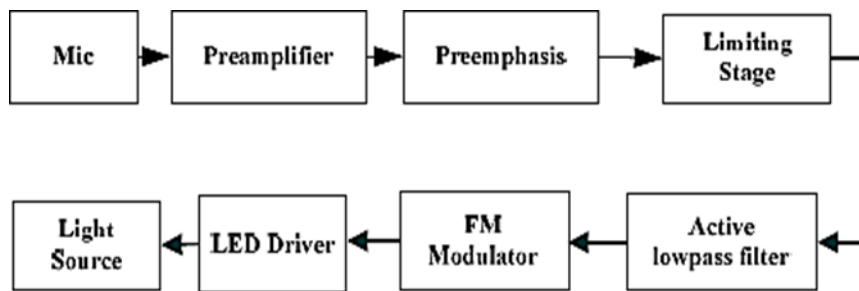 Mic
Preamplifier
Preemphasis
Limiting
Stage
Light
Source
LED Driver
FM
Modulator
Active
lowpass filter